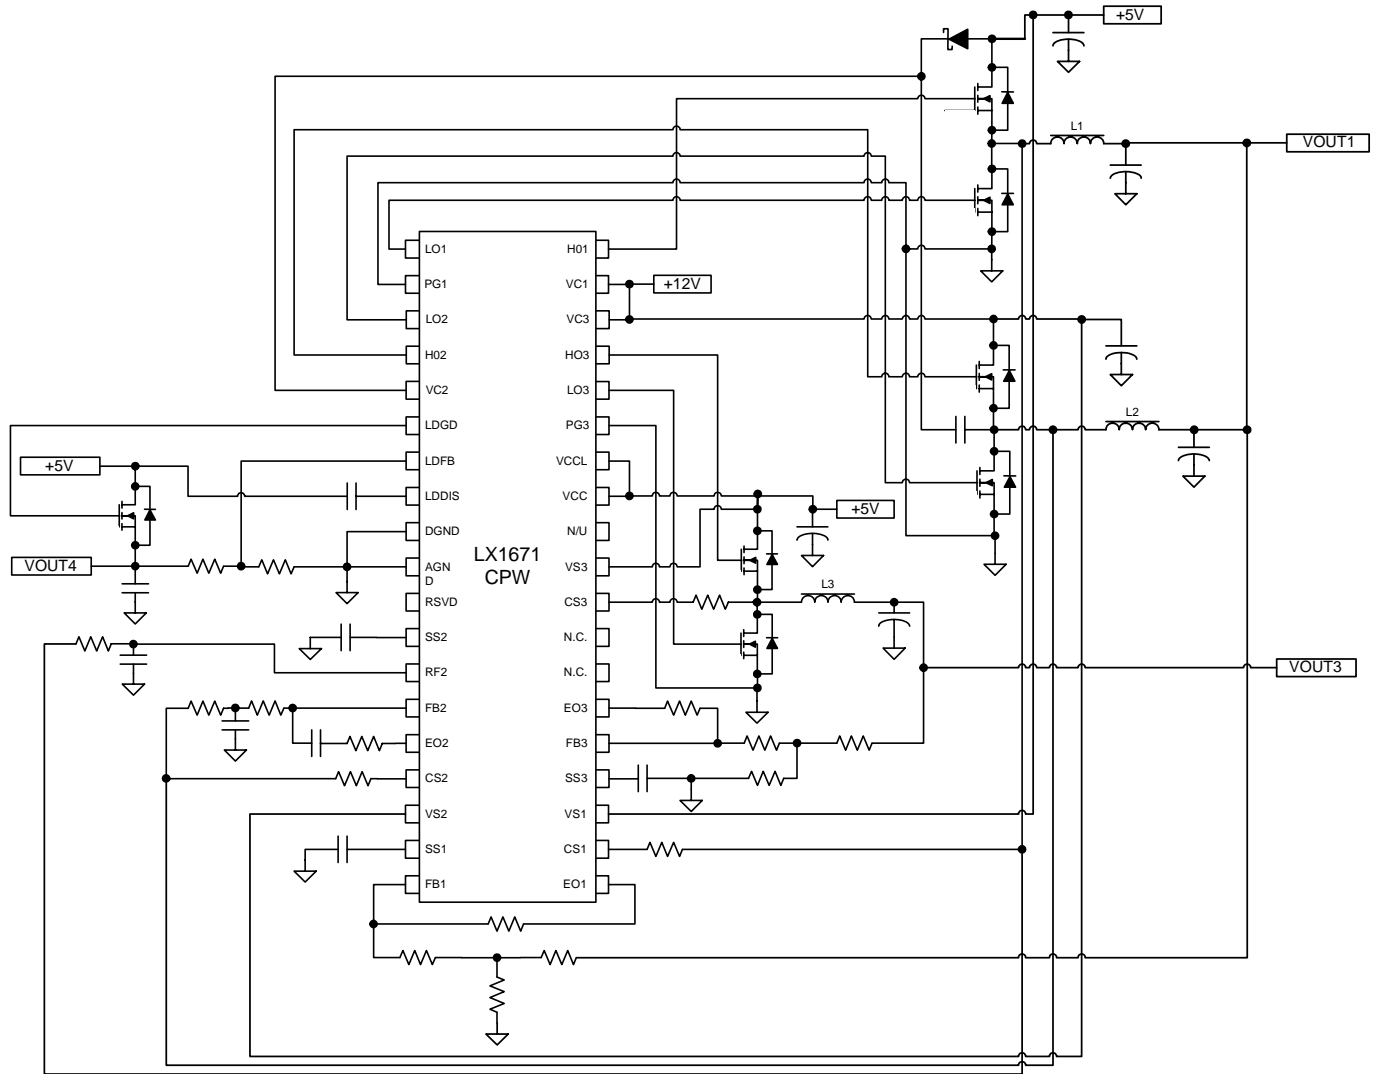 +5V
L1
VOUT1
LO1
H01
PG1
VC1
+12V
LO2
VC3
H02
HO3
VC2
LO3
L2
LDGD
PG3
+5V
LDFB
VCCL
LDDIS
VCC
+5V
DGND
N/U
LX1671
CPW
VOUT4
AGN
D
VS3
L3
RSVD
CS3
SS2
N.C.
RF2
N.C.
VOUT3
FB2
EO3
EO2
FB3
CS2
SS3
VS2
VS1
SS1
CS1
FB1
EO1